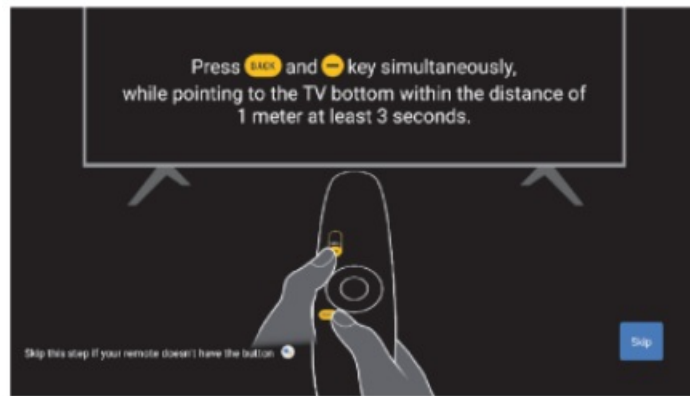 Press BACK and − key simultaneously,
while pointing to the TV bottom within the distance of
1 meter at least 3 seconds.
Skip this step if your remote doesn't have the button
Skip